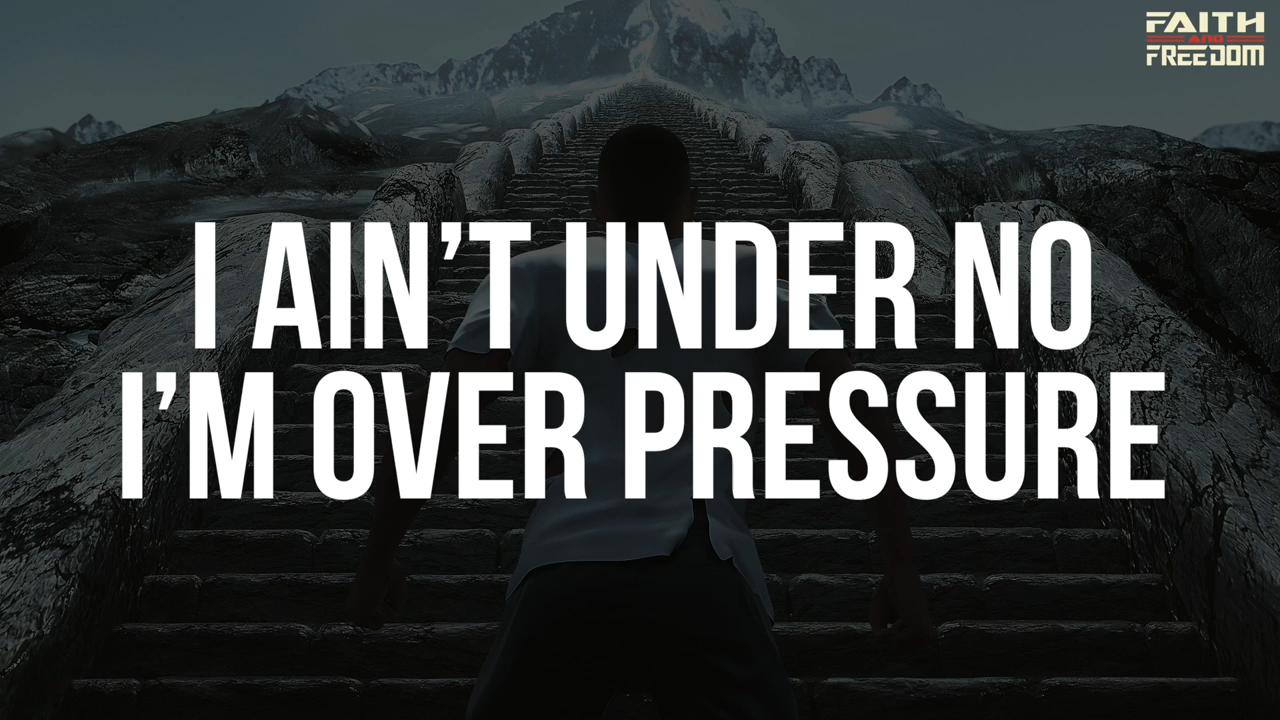 FAITH
AND
FREEDOM
I AIN'T UNDER NO
I'M OVER PRESSURE